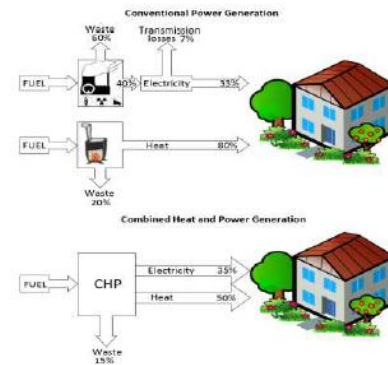 Conventional Power Generation
Waste
60%
Transmission
losses 7%
FUEL
40%
Electricity
33%
FUEL
Heat
80%
Waste
20%
Combined Heat and Power Generation
FUEL
CHP
Electricity
35%
Heat
50%
Waste
15%